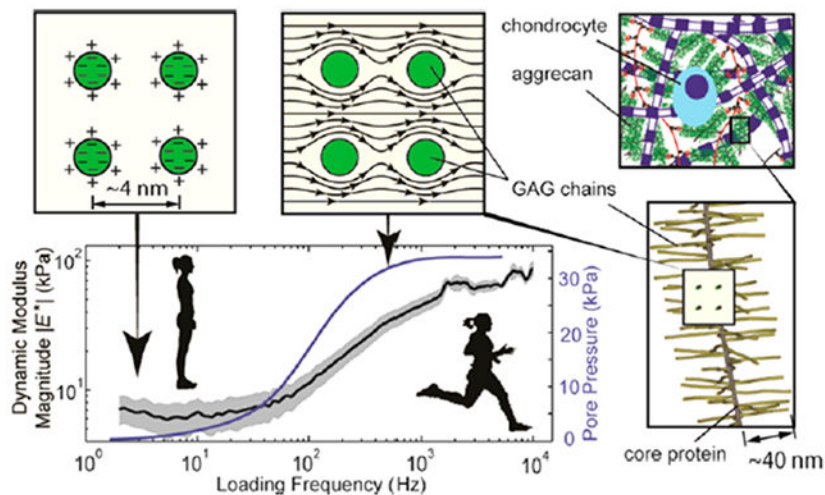 ~4 nm
chondrocyte
aggrecan
GAG chains
Dynamic Modulus
Magnitude |E*| (kPa)
10²
10¹
30
20
10
0
Pore Pressure (kPa)
10⁰
10¹
10²
10³
10⁴
Loading Frequency (Hz)
core protein
~40 nm